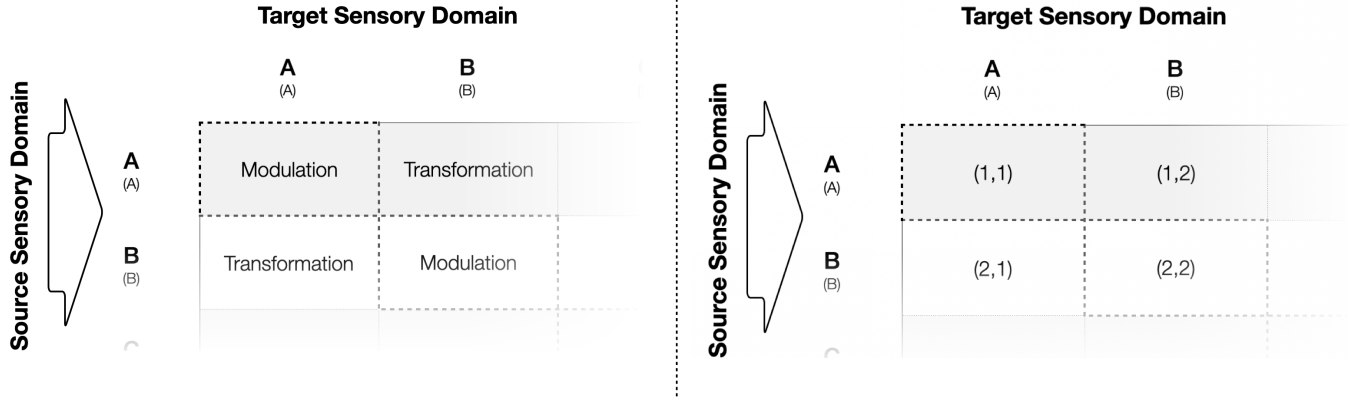 Target Sensory Domain
A
(A)
B
(B)
Source Sensory Domain
A
(A)
Modulation
Transformation
B
(B)
Transformation
Modulation
C
Target Sensory Domain
A
(A)
B
(B)
Source Sensory Domain
A
(A)
(1,1)
(1,2)
B
(B)
(2,1)
(2,2)
C